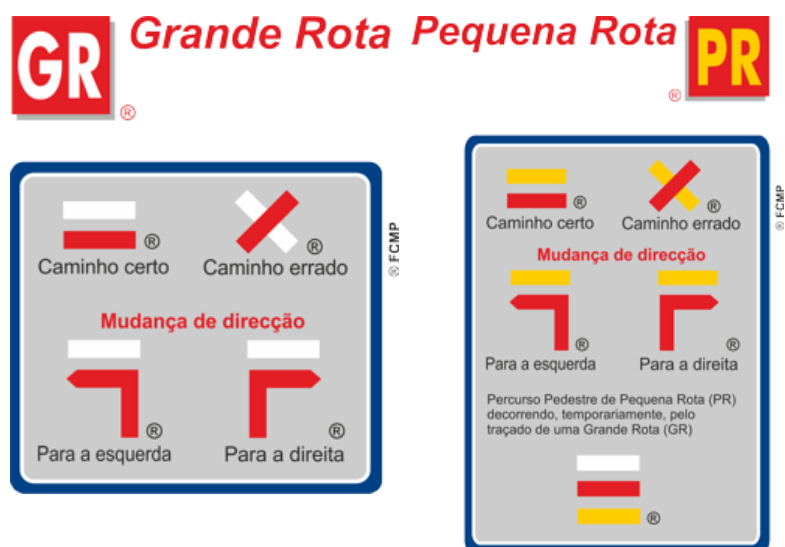 GR
®
Grande Rota
Pequena Rota
PR
®
®
Caminho certo
®
Caminho errado
Mudança de direcção
®
Para a esquerda
®
Para a direita
® FCMP
®
Caminho certo
®
Caminho errado
Mudança de direcção
®
Para a esquerda
®
Para a direita
Percurso Pedestre de Pequena Rota (PR)
decorrendo, temporariamente, pelo
traçado de uma Grande Rota (GR)
®
® FCMP